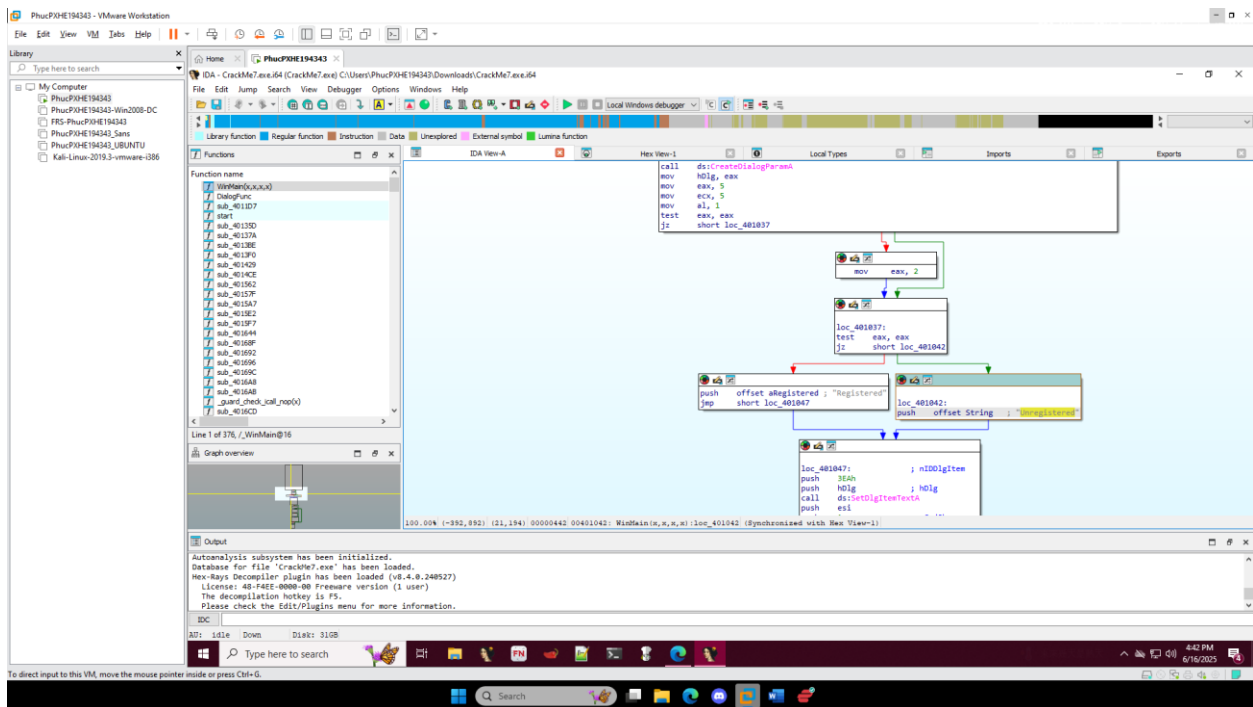 PhucPXHE194343 - VMware Workstation
File Edit View VM Tabs Help
Library
Type here to search
My Computer
PhucPXHE194343
PhucPXHE194343-Win2008-DC
FRS-PhucPXHE194343
PhucPXHE194343_Sans
PhucPXHE194343_UBUNTU
Kali-Linux-2019.3-vmware-i386
Home PhucPXHE194343
IDA - CrackMe7.exe.i64 (CrackMe7.exe) C:\Users\PhucPXHE194343\Downloads\CrackMe7.exe.i64
File Edit Jump Search View Debugger Options Windows Help
Local Windows debugger
Library function Regular function Instruction Data Unexplored External symbol Lumina function
Functions
Function name
WinMain(x,x,x,x)
DialogFunc
sub_4011D7
start
sub_40135D
sub_40137A
sub_4013BE
sub_4013F0
sub_401429
sub_4014CE
sub_401562
sub_40157F
sub_4015A7
sub_4015E2
sub_4015F7
sub_401644
sub_40168F
sub_401692
sub_401696
sub_40169C
sub_4016A8
sub_4016AB
_guard_check_icall_nop(x)
sub_4016CD
Line 1 of 376, /_WinMain@16
Graph overview
IDA View-A Hex View-1 Local Types Imports Exports
call ds:CreateDialogParamA
mov hDlg, eax
mov eax, 5
mov ecx, 5
mov al, 1
test eax, eax
jz short loc_401037
mov eax, 2
loc_401037:
test eax, eax
jz short loc_401042
push offset aRegistered ; "Registered"
jmp short loc_401047
loc_401042:
push offset String ; "Unregistered"
loc_401047: ; nIDDlgItem
push 3EAh
push hDlg ; hDlg
call ds:SetDlgItemTextA
push esi
100.00% (-392,892) (21,194) 00000442 00401042: WinMain(x,x,x,x):loc_401042 (Synchronized with Hex View-1)
Output
Autoanalysis subsystem has been initialized.
Database for file 'CrackMe7.exe' has been loaded.
Hex-Rays Decompiler plugin has been loaded (v8.4.0.240527)
License: 48-F4EE-0000-00 Freeware version (1 user)
The decompilation hotkey is F5.
Please check the Edit/Plugins menu for more information.
IDC
AU: idle Down Disk: 31GB
Type here to search
FN
4:42 PM
6/16/2025
To direct input to this VM, move the mouse pointer inside or press Ctrl+G.
Search